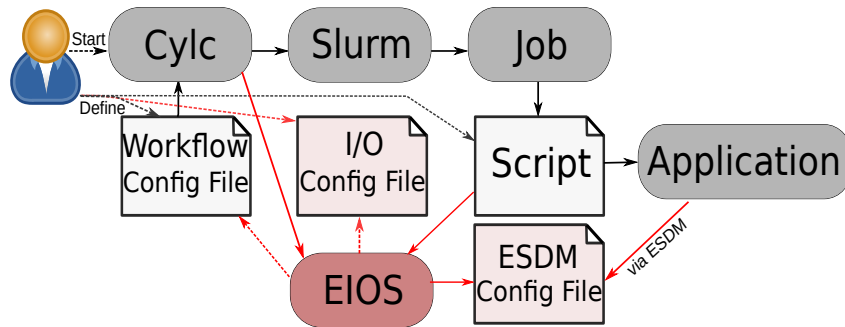 Start
Cylc
Slurm
Job
Define
Workflow
Config File
I/O
Config File
Script
Application
EIOS
ESDM
Config File
via ESDM